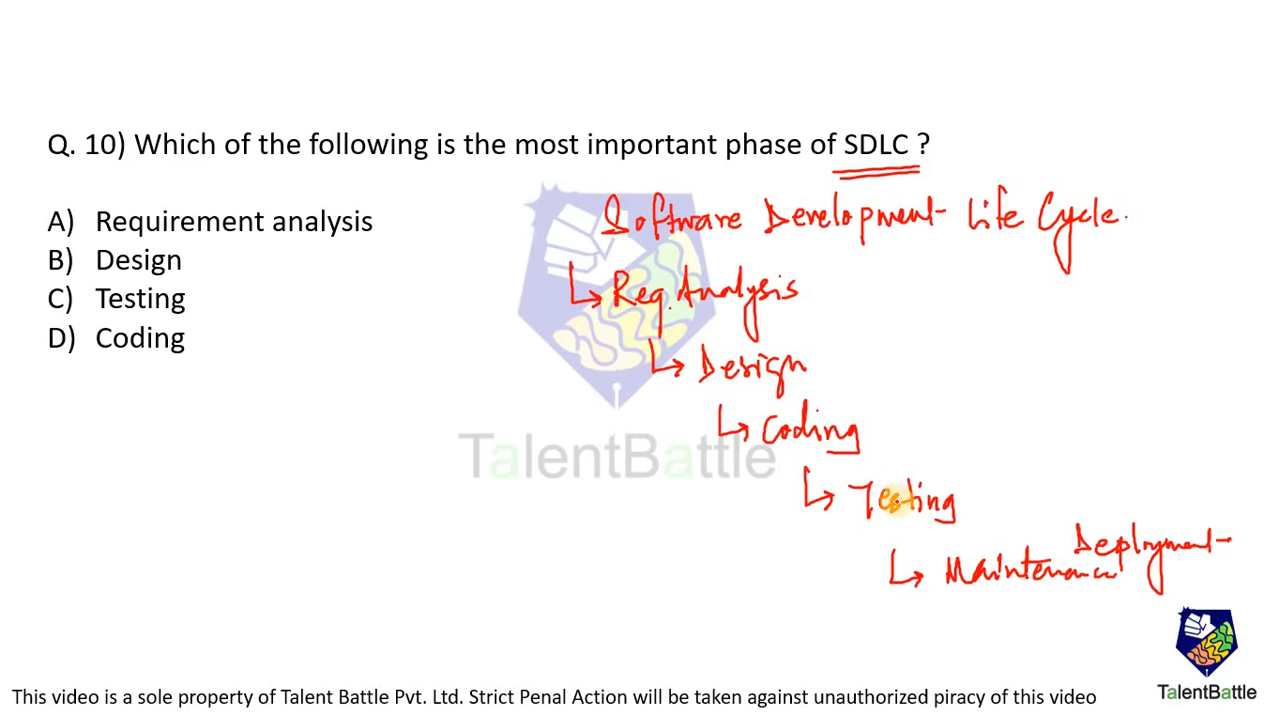 Q. 10) Which of the following is the most important phase of SDLC ?
Software Development Life Cycle.
A) Requirement analysis
B) Design
C) Testing
D) Coding
Req. Analysis
Design
Coding
Testing
Deployment
Maintenance
TalentBattle
TalentBattle
This video is a sole property of Talent Battle Pvt. Ltd. Strict Penal Action will be taken against unauthorized piracy of this video